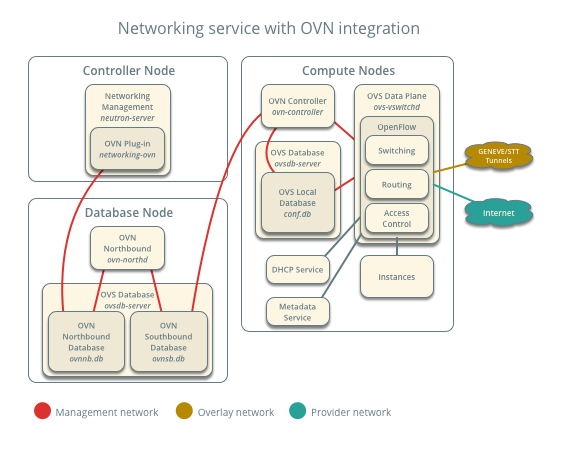 Networking service with OVN integration
Controller Node
Networking
Management
neutron-server
OVN Plug-in
networking-ovn
Database Node
OVN
Northbound
ovn-northd
OVS Database
ovsdb-server
OVN
Northbound
Database
ovnnb.db
OVN
Southbound
Database
ovnsb.db
Compute Nodes
OVN Controller
ovn-controller
OVS Database
ovsdb-server
OVS Local
Database
conf.db
DHCP Service
Metadata
Service
OVS Data Plane
ovs-vswitchd
OpenFlow
Switching
Routing
Access
Control
Instances
GENEVE/STT
Tunnels
Internet
Management network
Overlay network
Provider network